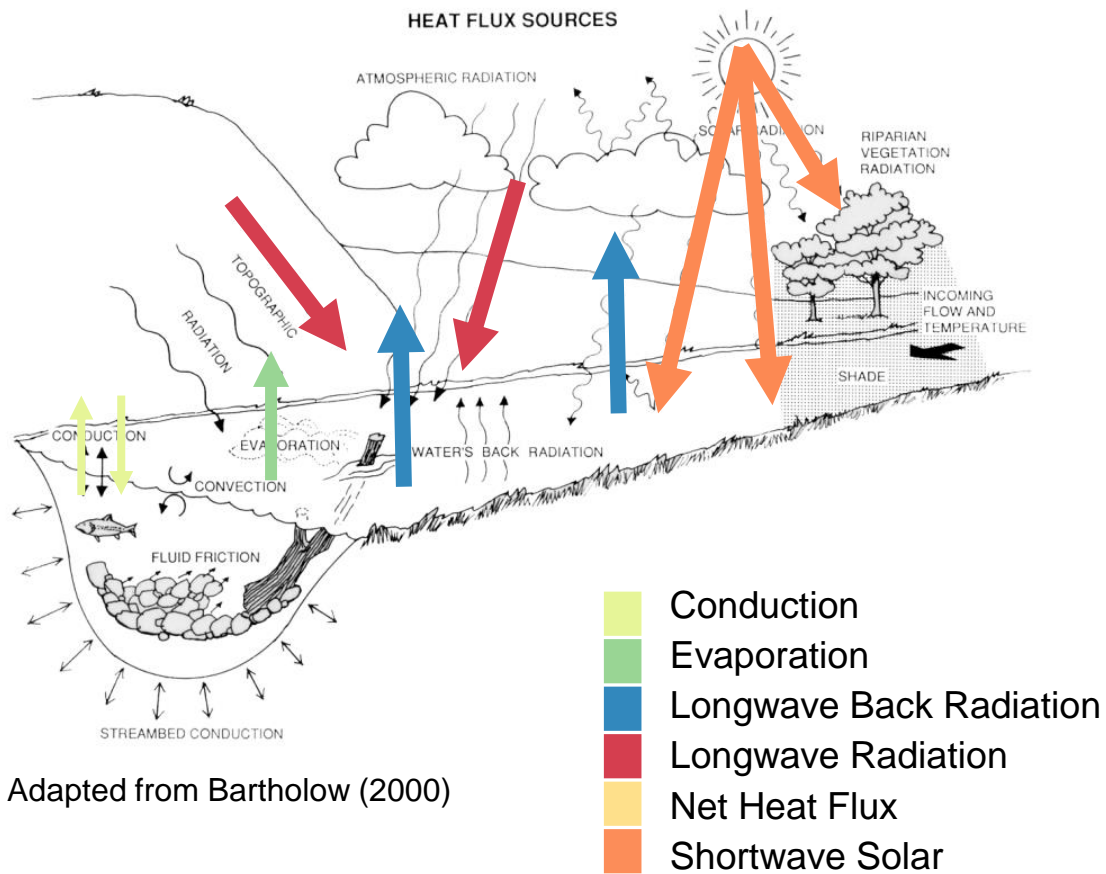 HEAT FLUX SOURCES
ATMOSPHERIC RADIATION
SOLAR RADIATION
RIPARIAN
VEGETATION
RADIATION
TOPOGRAPHIC
RADIATION
INCOMING
FLOW AND
TEMPERATURE
SHADE
CONDUCTION
EVAPORATION
WATER'S BACK RADIATION
CONVECTION
FLUID FRICTION
STREAMBED CONDUCTION
Conduction
Evaporation
Longwave Back Radiation
Longwave Radiation
Net Heat Flux
Shortwave Solar
Adapted from Bartholow (2000)